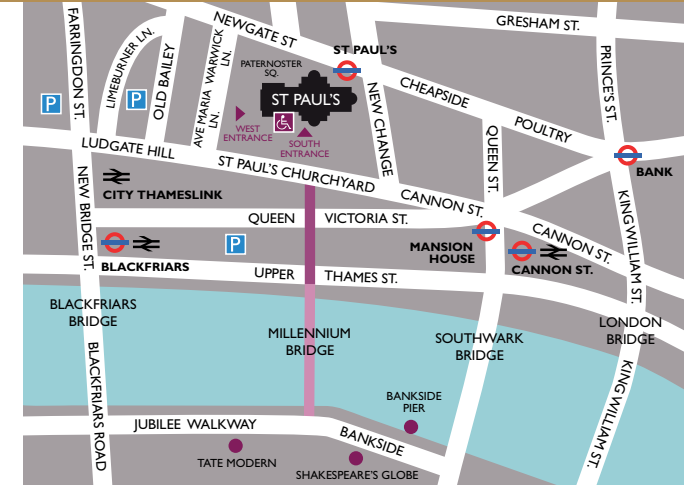 GRESHAM ST.
NEWGATE ST
FARRINGDON ST.
LIMEBURNER LN.
OLD BAILEY
WARWICK
LN.
AVE MARIA
LN.
PATERNOSTER
SQ.
ST PAUL'S
ST PAUL'S
CHEAPSIDE
POULTRY
PRINCE'S ST.
P
P
WEST
ENTRANCE
SOUTH
ENTRANCE
NEW CHANGE
QUEEN ST.
BANK
LUDGATE HILL
ST PAUL'S CHURCHYARD
CANNON ST.
CANNON ST.
CITY THAMESLINK
NEW BRIDGE ST.
QUEEN VICTORIA ST.
P
BLACKFRIARS
MANSION
HOUSE
CANNON ST.
KING WILLIAM ST.
UPPER THAMES ST.
BLACKFRIARS
BRIDGE
MILLENNIUM
BRIDGE
SOUTHWARK
BRIDGE
LONDON
BRIDGE
BLACKFRIARS ROAD
KING WILLIAM ST.
BANKSIDE
PIER
JUBILEE WALKWAY
BANKSIDE
TATE MODERN
SHAKESPEARE'S GLOBE